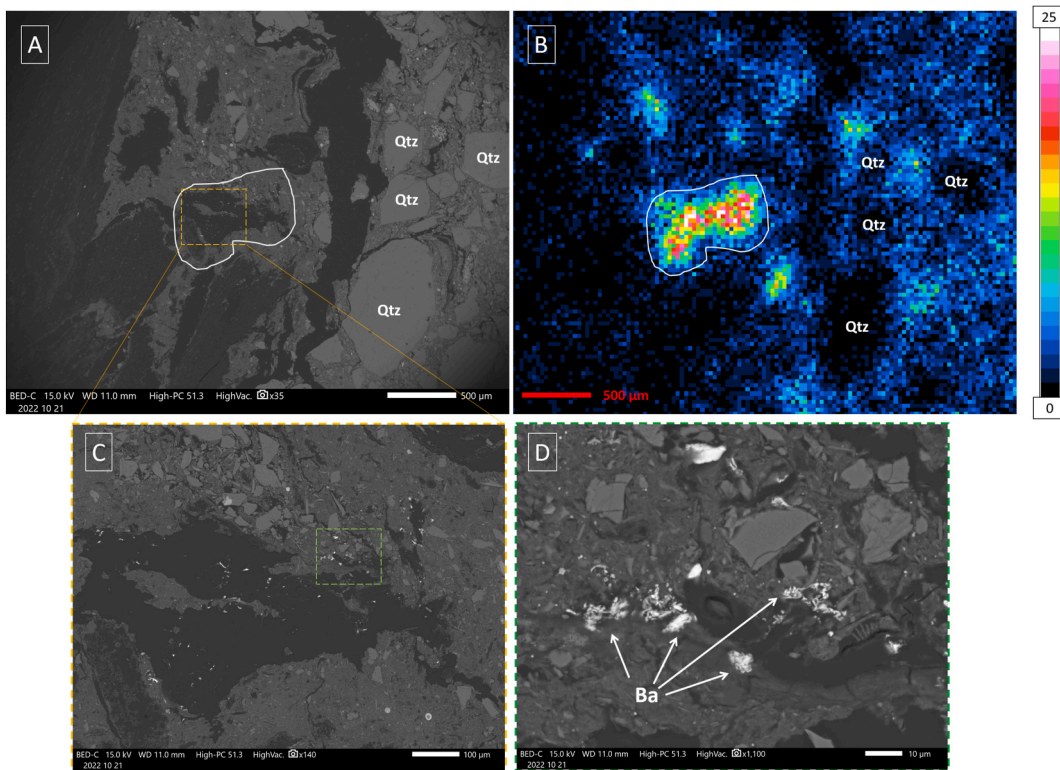 A
Qtz
Qtz
Qtz
Qtz
BED-C 15.0 kV WD 11.0 mm High-PC 51.3 HighVac. x35 500 µm
2022 10 21
B
Qtz
Qtz
Qtz
Qtz
500 µm
25
0
C
BED-C 15.0 kV WD 11.0 mm High-PC 51.3 HighVac. x140 100 µm
2022 10 21
D
Ba
BED-C 15.0 kV WD 11.0 mm High-PC 51.3 HighVac. x1,100 10 µm
2022 10 21